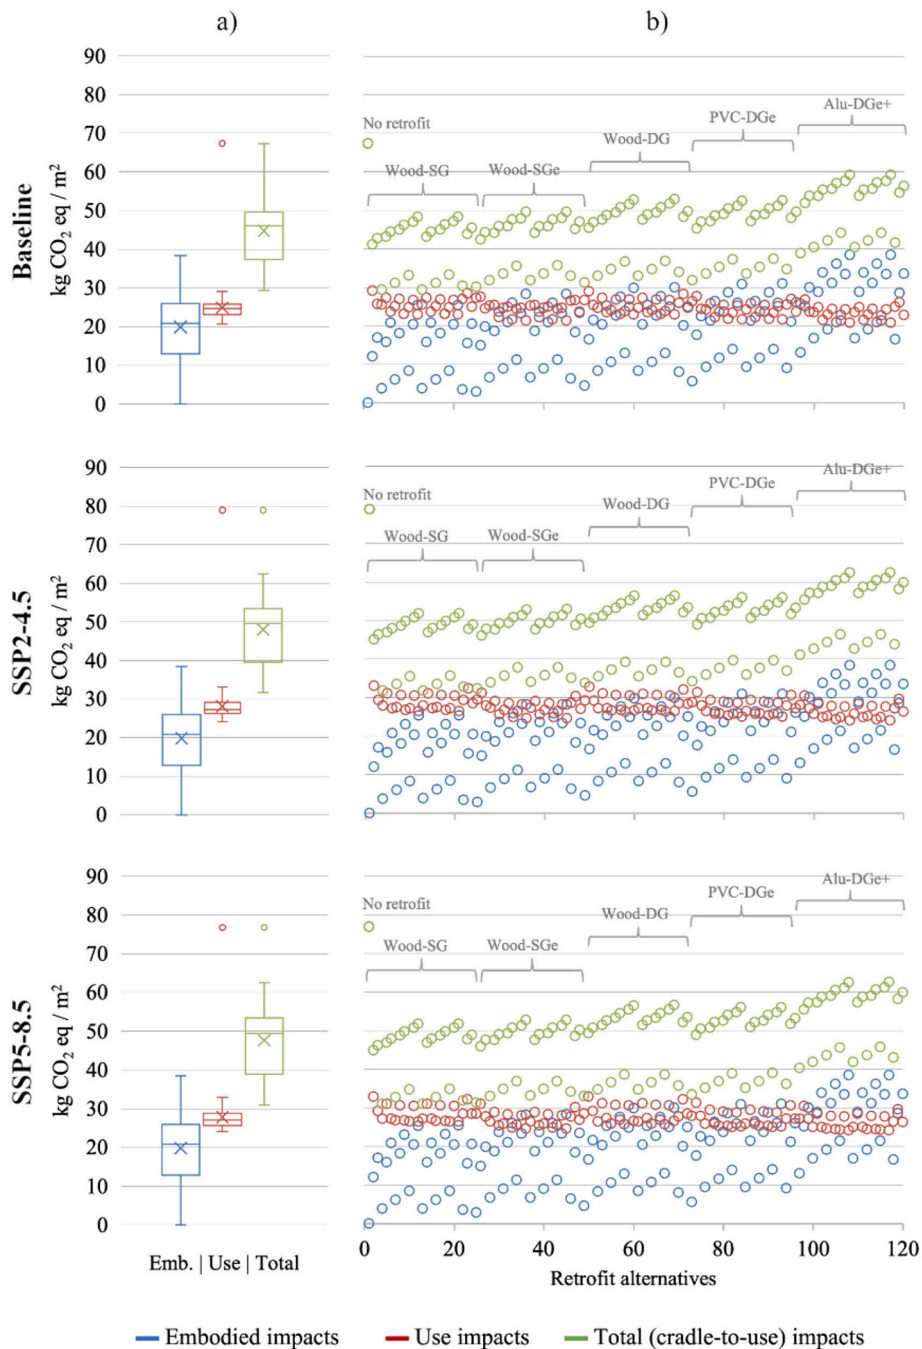 a)
b)
Baseline
kg CO₂ eq / m²
90
80
70
60
50
40
30
20
10
0
No retrofit
Wood-SG
Wood-SGe
Wood-DG
PVC-DGe
Alu-DGe+
SSP2-4.5
kg CO₂ eq / m²
90
80
70
60
50
40
30
20
10
0
No retrofit
Wood-SG
Wood-SGe
Wood-DG
PVC-DGe
Alu-DGe+
SSP5-8.5
kg CO₂ eq / m²
90
80
70
60
50
40
30
20
10
0
No retrofit
Wood-SG
Wood-SGe
Wood-DG
PVC-DGe
Alu-DGe+
0 20 40 60 80 100 120
Emb. | Use | Total
Retrofit alternatives
Embodied impacts
Use impacts
Total (cradle-to-use) impacts